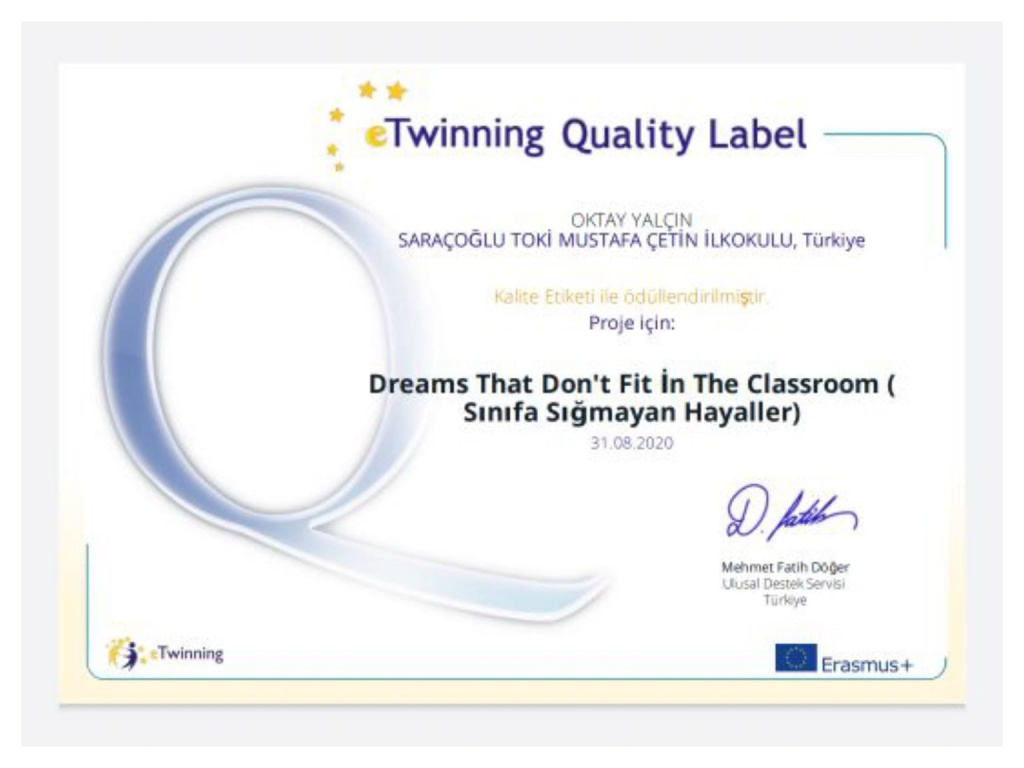 eTwinning Quality Label
OKTAY YALÇIN
SARAÇOĞLU TOKİ MUSTAFA ÇETİN İLKOKULU, Türkiye
Kalite Etiketi ile ödüllendirilmiştir.
Proje için:
Dreams That Don't Fit İn The Classroom (
Sınıfa Sığmayan Hayaller)
31.08.2020
D. fatih
Mehmet Fatih Döğer
Ulusal Destek Servisi
Türkiye
eTwinning
Erasmus+